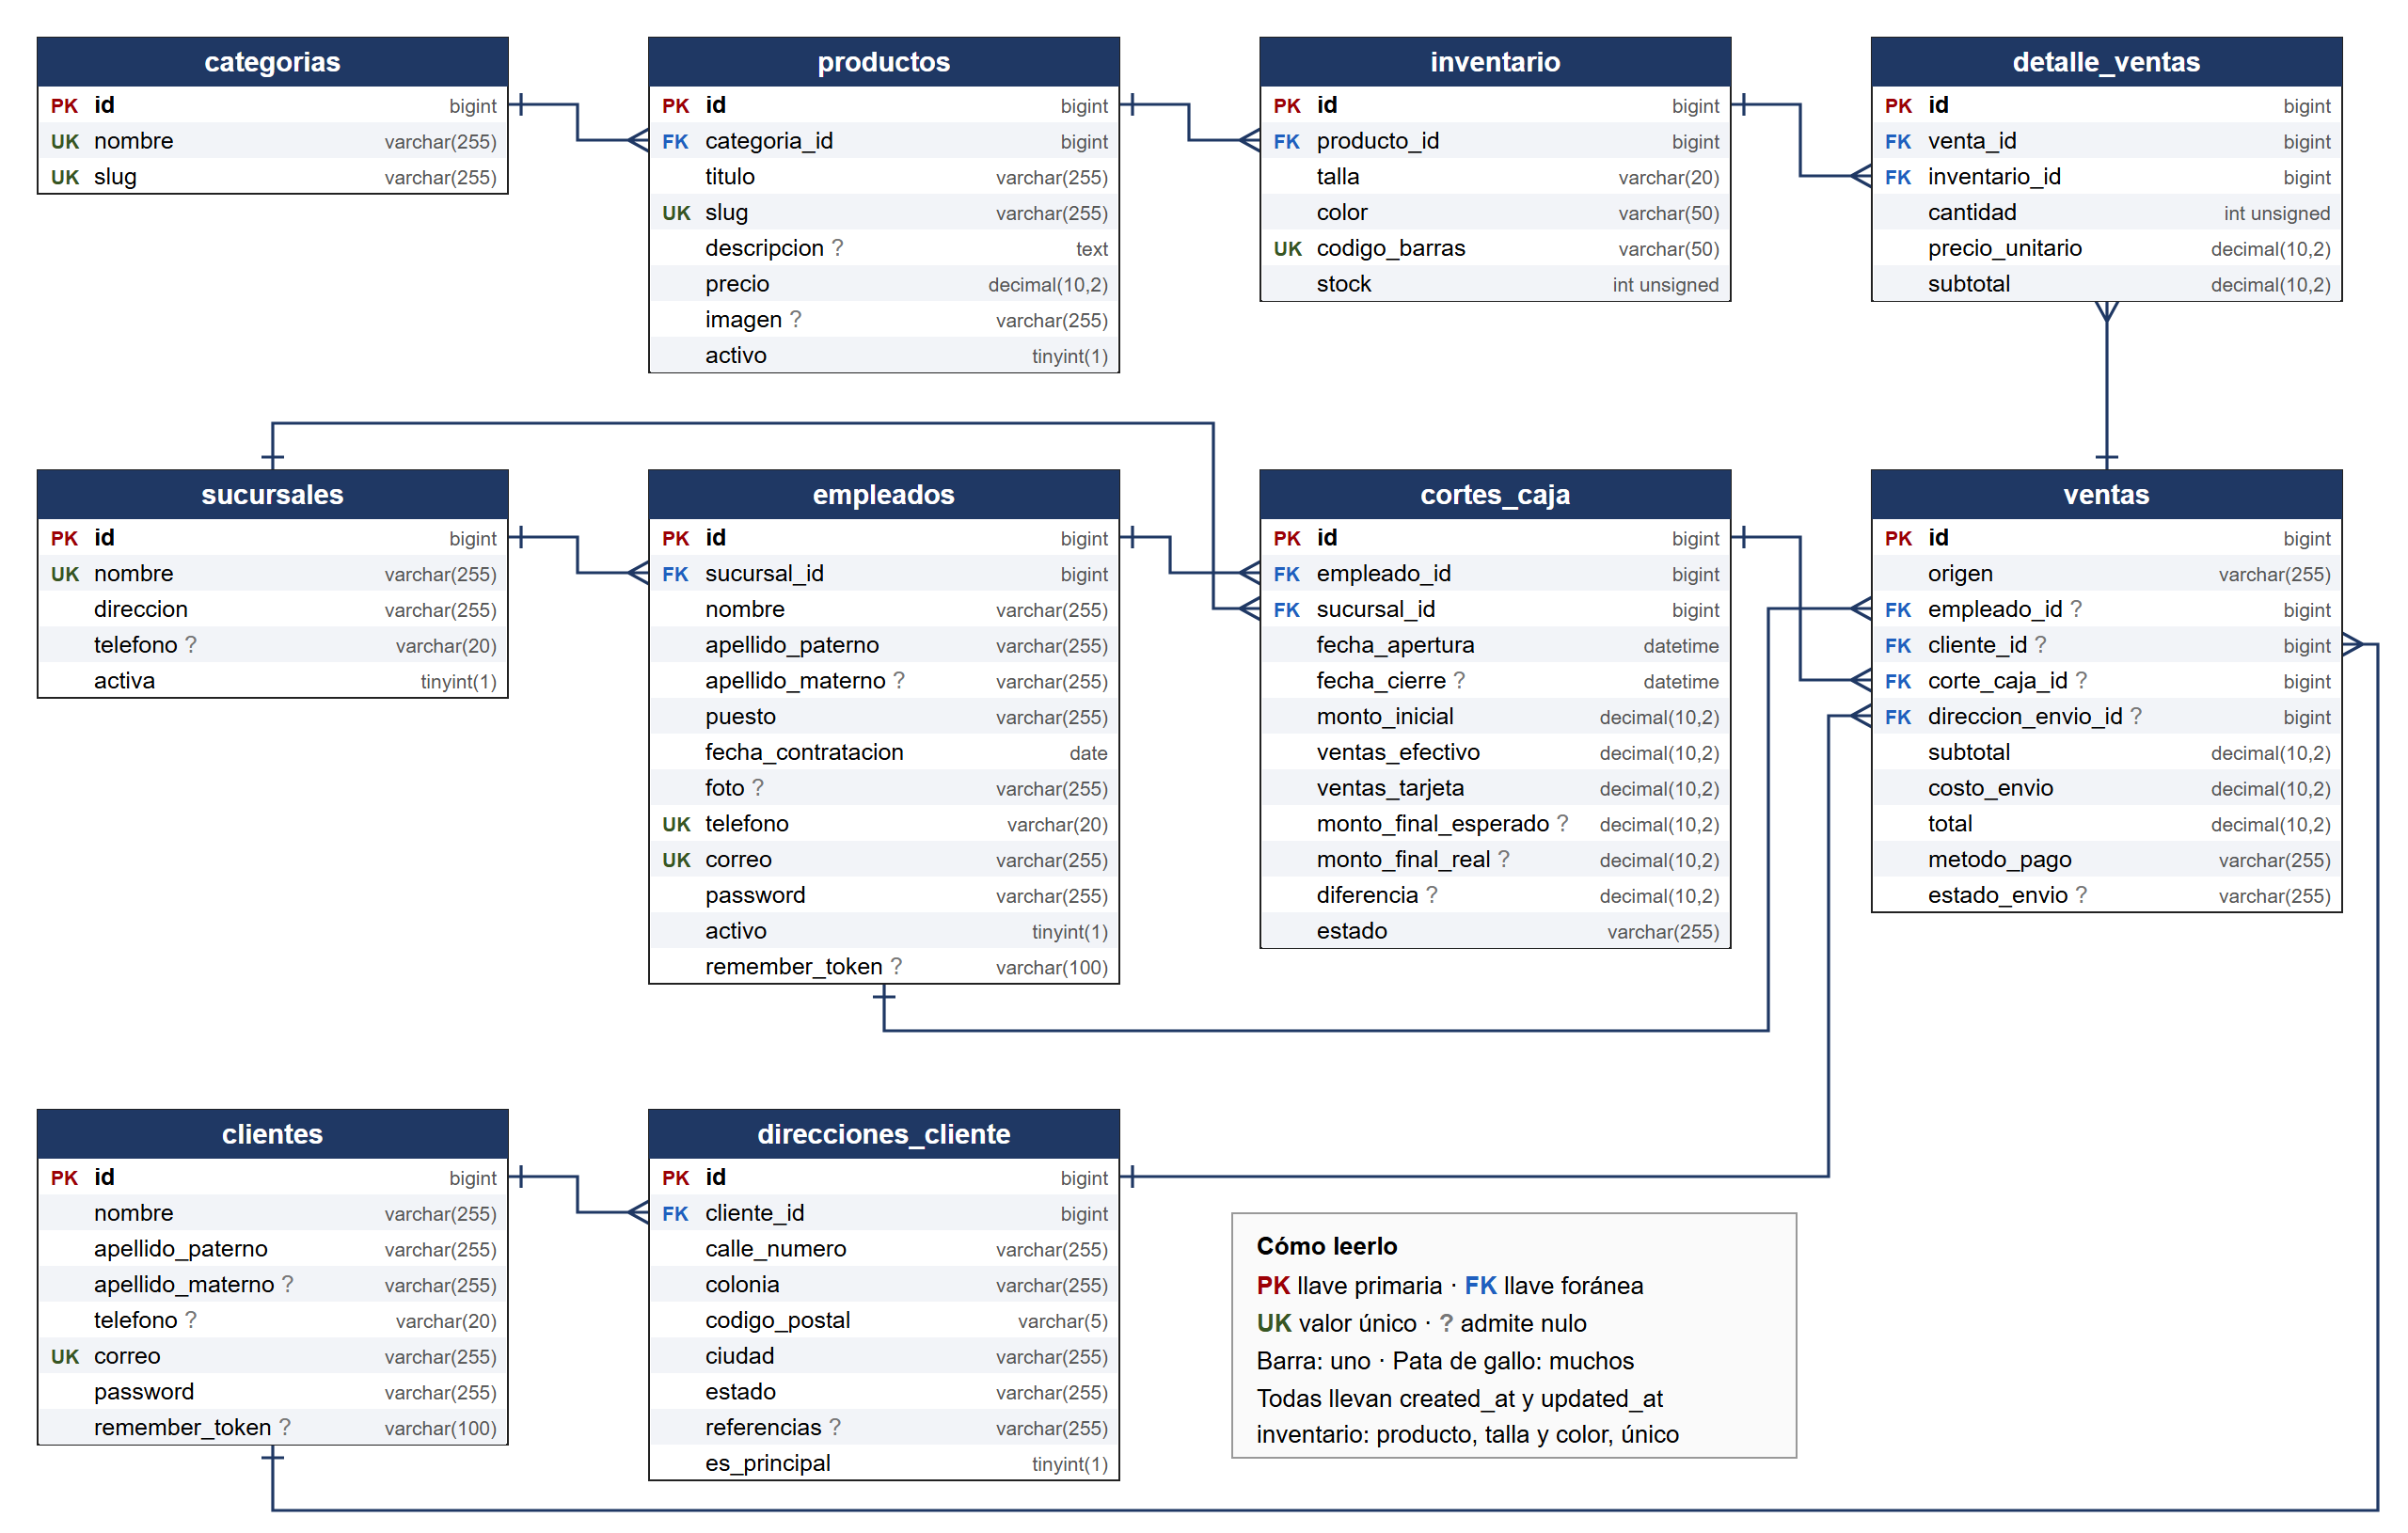 categorias
PK id bigint
UK nombre varchar(255)
UK slug varchar(255)
productos
PK id bigint
FK categoria_id bigint
titulo varchar(255)
UK slug varchar(255)
descripcion ? text
precio decimal(10,2)
imagen ? varchar(255)
activo tinyint(1)
inventario
PK id bigint
FK producto_id bigint
talla varchar(20)
color varchar(50)
UK codigo_barras varchar(50)
stock int unsigned
detalle_ventas
PK id bigint
FK venta_id bigint
FK inventario_id bigint
cantidad int unsigned
precio_unitario decimal(10,2)
subtotal decimal(10,2)
sucursales
PK id bigint
UK nombre varchar(255)
direccion varchar(255)
telefono ? varchar(20)
activa tinyint(1)
empleados
PK id bigint
FK sucursal_id bigint
nombre varchar(255)
apellido_paterno varchar(255)
apellido_materno ? varchar(255)
puesto varchar(255)
fecha_contratacion date
foto ? varchar(255)
UK telefono varchar(20)
UK correo varchar(255)
password varchar(255)
activo tinyint(1)
remember_token ? varchar(100)
cortes_caja
PK id bigint
FK empleado_id bigint
FK sucursal_id bigint
fecha_apertura datetime
fecha_cierre ? datetime
monto_inicial decimal(10,2)
ventas_efectivo decimal(10,2)
ventas_tarjeta decimal(10,2)
monto_final_esperado ? decimal(10,2)
monto_final_real ? decimal(10,2)
diferencia ? decimal(10,2)
estado varchar(255)
ventas
PK id bigint
origen varchar(255)
FK empleado_id ? bigint
FK cliente_id ? bigint
FK corte_caja_id ? bigint
FK direccion_envio_id ? bigint
subtotal decimal(10,2)
costo_envio decimal(10,2)
total decimal(10,2)
metodo_pago varchar(255)
estado_envio ? varchar(255)
clientes
PK id bigint
nombre varchar(255)
apellido_paterno varchar(255)
apellido_materno ? varchar(255)
telefono ? varchar(20)
UK correo varchar(255)
password varchar(255)
remember_token ? varchar(100)
direcciones_cliente
PK id bigint
FK cliente_id bigint
calle_numero varchar(255)
colonia varchar(255)
codigo_postal varchar(5)
ciudad varchar(255)
estado varchar(255)
referencias ? varchar(255)
es_principal tinyint(1)
Cómo leerlo
PK llave primaria · FK llave foránea
UK valor único · ? admite nulo
Barra: uno · Pata de gallo: muchos
Todas llevan created_at y updated_at
inventario: producto, talla y color, único